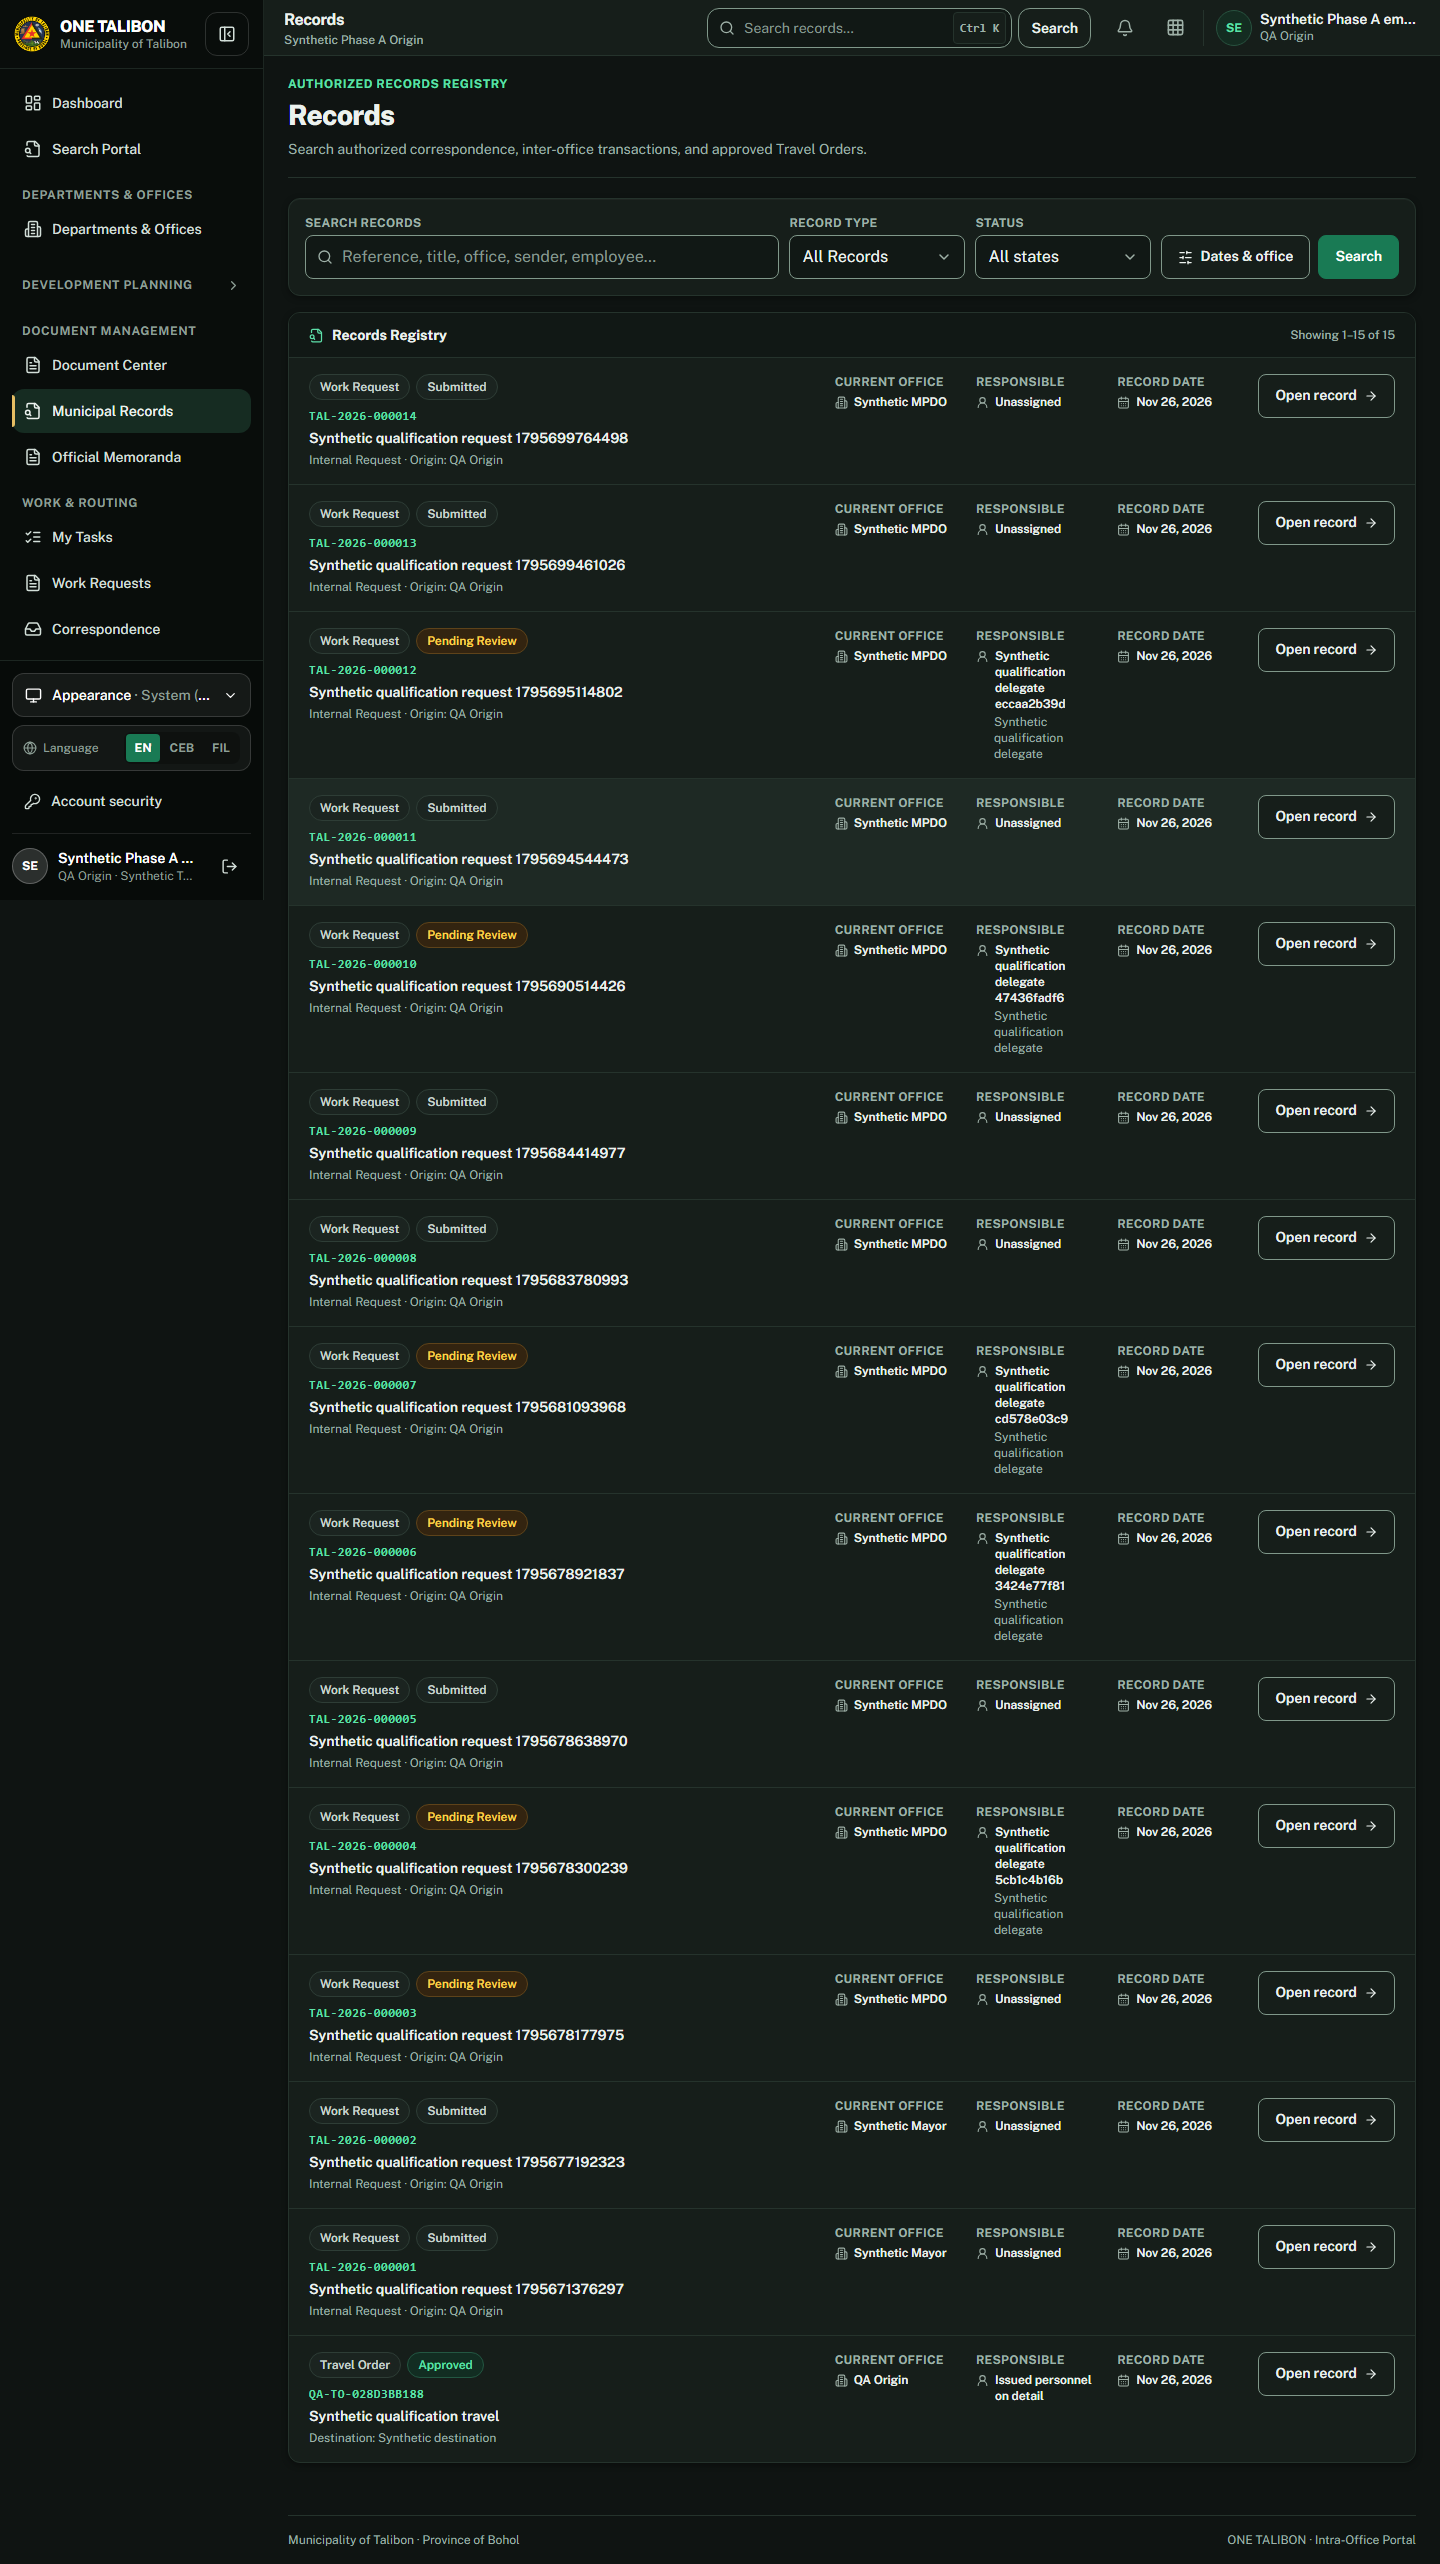 ONE TALIBON
Municipality of Talibon
Dashboard
Search Portal
DEPARTMENTS & OFFICES
Departments & Offices
DEVELOPMENT PLANNING
DOCUMENT MANAGEMENT
Document Center
Municipal Records
Official Memoranda
WORK & ROUTING
My Tasks
Work Requests
Correspondence
Appearance · System (...
Language EN CEB FIL
Account security
SE Synthetic Phase A ...
QA Origin · Synthetic T...
Records
Synthetic Phase A Origin
Search records... Ctrl K Search
SE Synthetic Phase A em...
QA Origin
AUTHORIZED RECORDS REGISTRY
Records
Search authorized correspondence, inter-office transactions, and approved Travel Orders.
SEARCH RECORDS RECORD TYPE STATUS
Reference, title, office, sender, employee... All Records All states Dates & office Search
Records Registry Showing 1–15 of 15
Work Request Submitted
TAL-2026-000014
Synthetic qualification request 1795699764498
Internal Request · Origin: QA Origin
CURRENT OFFICE
Synthetic MPDO
RESPONSIBLE
Unassigned
RECORD DATE
Nov 26, 2026
Open record
Work Request Submitted
TAL-2026-000013
Synthetic qualification request 1795699461026
Internal Request · Origin: QA Origin
CURRENT OFFICE
Synthetic MPDO
RESPONSIBLE
Unassigned
RECORD DATE
Nov 26, 2026
Open record
Work Request Pending Review
TAL-2026-000012
Synthetic qualification request 1795695114802
Internal Request · Origin: QA Origin
CURRENT OFFICE
Synthetic MPDO
RESPONSIBLE
Synthetic
qualification
delegate
eccaa2b39d
Synthetic
qualification
delegate
RECORD DATE
Nov 26, 2026
Open record
Work Request Submitted
TAL-2026-000011
Synthetic qualification request 1795694544473
Internal Request · Origin: QA Origin
CURRENT OFFICE
Synthetic MPDO
RESPONSIBLE
Unassigned
RECORD DATE
Nov 26, 2026
Open record
Work Request Pending Review
TAL-2026-000010
Synthetic qualification request 1795690514426
Internal Request · Origin: QA Origin
CURRENT OFFICE
Synthetic MPDO
RESPONSIBLE
Synthetic
qualification
delegate
47436fadf6
Synthetic
qualification
delegate
RECORD DATE
Nov 26, 2026
Open record
Work Request Submitted
TAL-2026-000009
Synthetic qualification request 1795684414977
Internal Request · Origin: QA Origin
CURRENT OFFICE
Synthetic MPDO
RESPONSIBLE
Unassigned
RECORD DATE
Nov 26, 2026
Open record
Work Request Submitted
TAL-2026-000008
Synthetic qualification request 1795683780993
Internal Request · Origin: QA Origin
CURRENT OFFICE
Synthetic MPDO
RESPONSIBLE
Unassigned
RECORD DATE
Nov 26, 2026
Open record
Work Request Pending Review
TAL-2026-000007
Synthetic qualification request 1795681093968
Internal Request · Origin: QA Origin
CURRENT OFFICE
Synthetic MPDO
RESPONSIBLE
Synthetic
qualification
delegate
cd578e03c9
Synthetic
qualification
delegate
RECORD DATE
Nov 26, 2026
Open record
Work Request Pending Review
TAL-2026-000006
Synthetic qualification request 1795678921837
Internal Request · Origin: QA Origin
CURRENT OFFICE
Synthetic MPDO
RESPONSIBLE
Synthetic
qualification
delegate
3424e77f81
Synthetic
qualification
delegate
RECORD DATE
Nov 26, 2026
Open record
Work Request Submitted
TAL-2026-000005
Synthetic qualification request 1795678638970
Internal Request · Origin: QA Origin
CURRENT OFFICE
Synthetic MPDO
RESPONSIBLE
Unassigned
RECORD DATE
Nov 26, 2026
Open record
Work Request Pending Review
TAL-2026-000004
Synthetic qualification request 1795678300239
Internal Request · Origin: QA Origin
CURRENT OFFICE
Synthetic MPDO
RESPONSIBLE
Synthetic
qualification
delegate
5cb1c4b16b
Synthetic
qualification
delegate
RECORD DATE
Nov 26, 2026
Open record
Work Request Pending Review
TAL-2026-000003
Synthetic qualification request 1795678177975
Internal Request · Origin: QA Origin
CURRENT OFFICE
Synthetic MPDO
RESPONSIBLE
Unassigned
RECORD DATE
Nov 26, 2026
Open record
Work Request Submitted
TAL-2026-000002
Synthetic qualification request 1795677192323
Internal Request · Origin: QA Origin
CURRENT OFFICE
Synthetic Mayor
RESPONSIBLE
Unassigned
RECORD DATE
Nov 26, 2026
Open record
Work Request Submitted
TAL-2026-000001
Synthetic qualification request 1795671376297
Internal Request · Origin: QA Origin
CURRENT OFFICE
Synthetic Mayor
RESPONSIBLE
Unassigned
RECORD DATE
Nov 26, 2026
Open record
Travel Order Approved
QA-TO-028D3BB188
Synthetic qualification travel
Destination: Synthetic destination
CURRENT OFFICE
QA Origin
RESPONSIBLE
Issued personnel
on detail
RECORD DATE
Nov 26, 2026
Open record
Municipality of Talibon · Province of Bohol ONE TALIBON · Intra-Office Portal